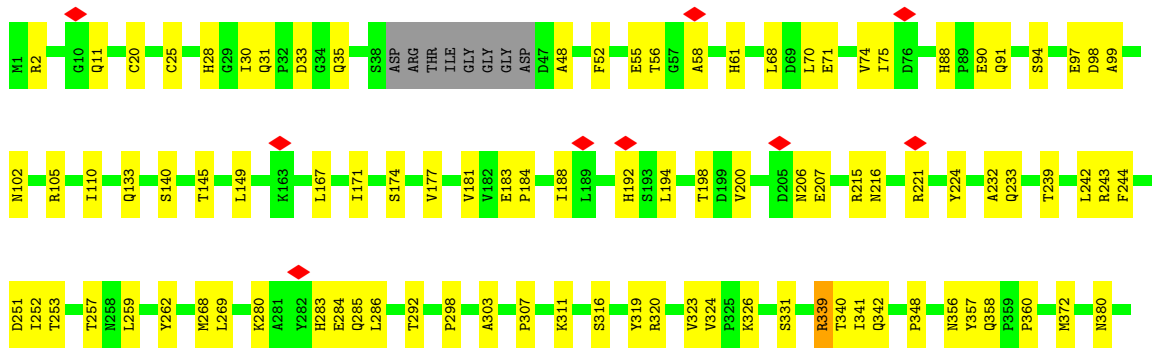 M1 R2 G10 Q11 C20 C25 H28 G29 I30 Q31 P32 D33 G34 Q35 S38 ASP ARG THR ILE GLY GLY GLY ASP D47 A48 F52 E55 T56 G57 A58 H61 L68 D69 L70 E71 V74 I75 D76 H88 P89 E90 Q91 S94 E97 D98 A99
N102 R105 I110 Q133 S140 T145 L149 K163 L167 I171 S174 V177 V181 V182 E183 P184 I188 L189 H192 S193 L194 T198 D199 V200 D205 N206 E207 R215 N216 R221 Y224 A232 Q233 T239 L242 R243 F244
D251 I252 T253 T257 N258 L259 Y262 M268 L269 K280 A281 Y282 H283 E284 Q285 L286 T292 P298 A303 P307 K311 S316 Y319 R320 V323 V324 P325 K326 S331 R339 T340 I341 Q342 P348 N356 Y357 Q358 P359 P360 M372 N380